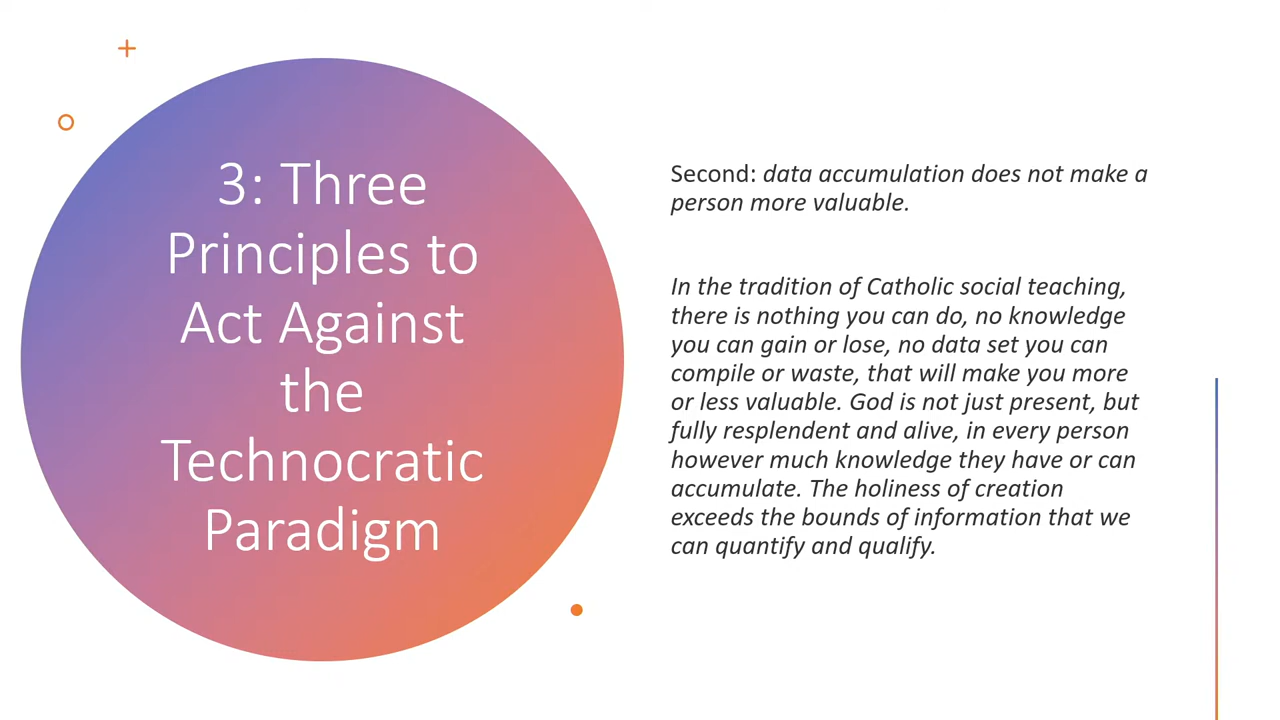 3: Three
Principles to
Act Against
the
Technocratic
Paradigm
Second: data accumulation does not make a
person more valuable.
In the tradition of Catholic social teaching,
there is nothing you can do, no knowledge
you can gain or lose, no data set you can
compile or waste, that will make you more
or less valuable. God is not just present, but
fully resplendent and alive, in every person
however much knowledge they have or can
accumulate. The holiness of creation
exceeds the bounds of information that we
can quantify and qualify.